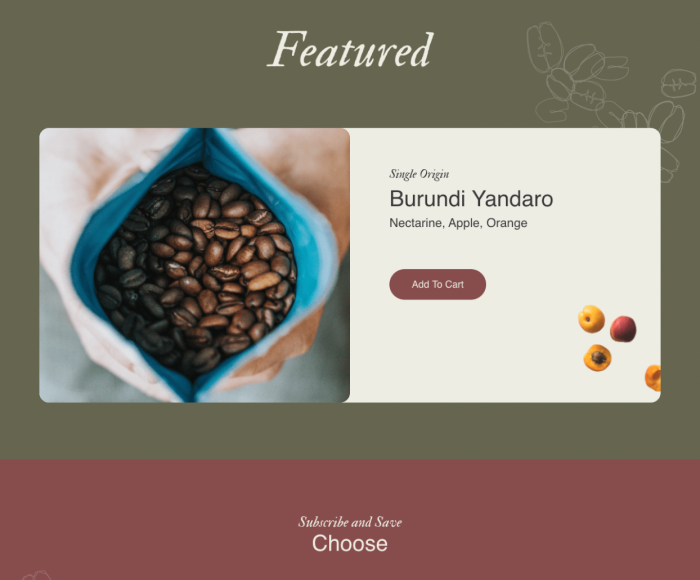 Featured
Single Origin
Burundi Yandaro
Nectarine, Apple, Orange
Add To Cart
Subscribe and Save
Choose